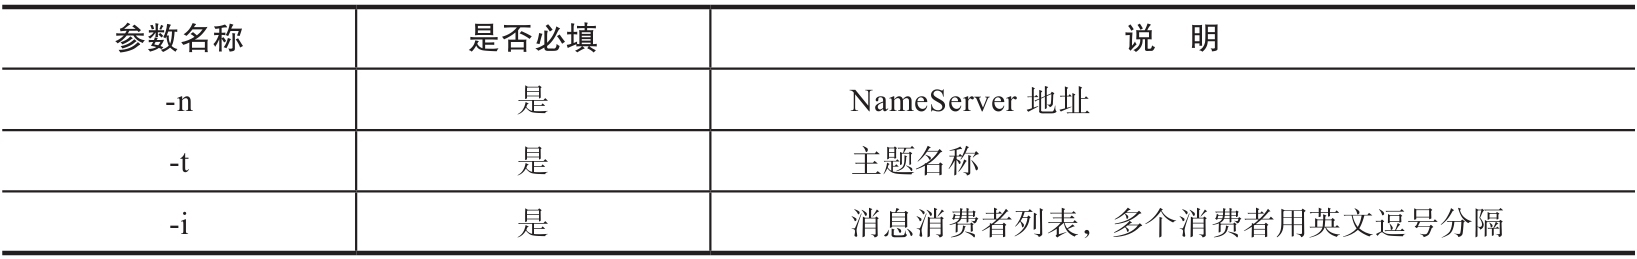 参数名称 是否必填 说 明
-n 是 NameServer 地址
-t 是 主题名称
-i 是 消息消费者列表，多个消费者用英文逗号分隔